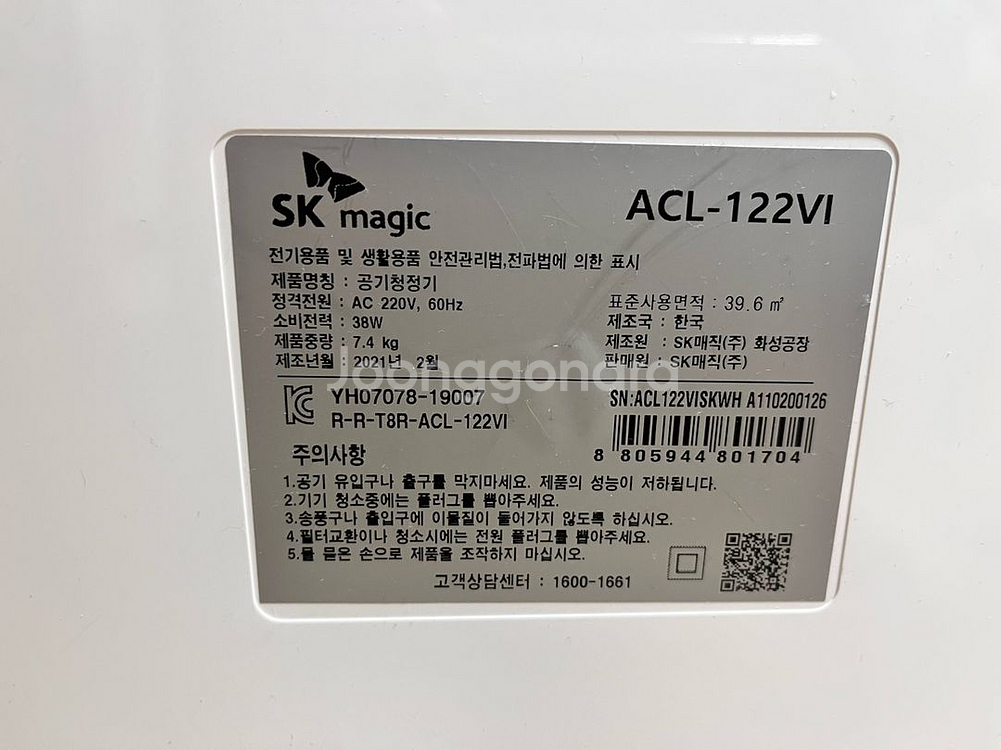 SK magic
ACL-122VI
전기용품 및 생활용품 안전관리법,전파법에 의한 표시
제품명칭 : 공기청정기
정격전원 : AC 220V, 60Hz
소비전력 : 38W
제품중량 : 7.4 kg
제조년월 : 2021년 2월
표준사용면적 : 39.6 ㎡
제조국 : 한국
제조원 : SK매직(주) 화성공장
판매원 : SK매직(주)
Joonggonara
YH07078-19007
R-R-T8R-ACL-122VI
SN:ACL122VISKWH A110200126
8 805944 801704
주의사항
1.공기 유입구나 출구를 막지마세요. 제품의 성능이 저하됩니다.
2.기기 청소중에는 플러그를 뽑아주세요.
3.송풍구나 출입구에 이물질이 들어가지 않도록 하십시오.
4.필터교환이나 청소시에는 전원 플러그를 뽑아주세요.
5.물 묻은 손으로 제품을 조작하지 마십시오.
고객상담센터 : 1600-1661